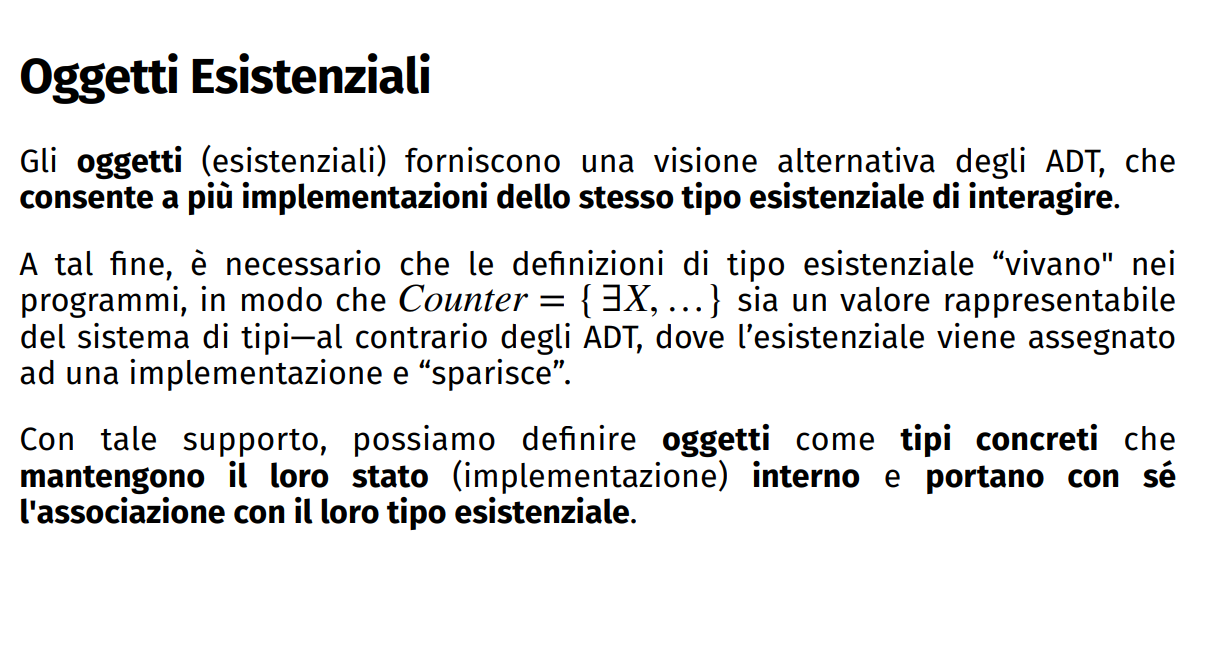 Oggetti Esistenziali
Gli oggetti (esistenziali) forniscono una visione alternativa degli ADT, che
consente a più implementazioni dello stesso tipo esistenziale di interagire.
A tal fine, è necessario che le definizioni di tipo esistenziale “vivano" nei
programmi, in modo che Counter = { ∃X, … } sia un valore rappresentabile
del sistema di tipi—al contrario degli ADT, dove l’esistenziale viene assegnato
ad una implementazione e “sparisce”.
Con tale supporto, possiamo definire oggetti come tipi concreti che
mantengono il loro stato (implementazione) interno e portano con sé
l'associazione con il loro tipo esistenziale.